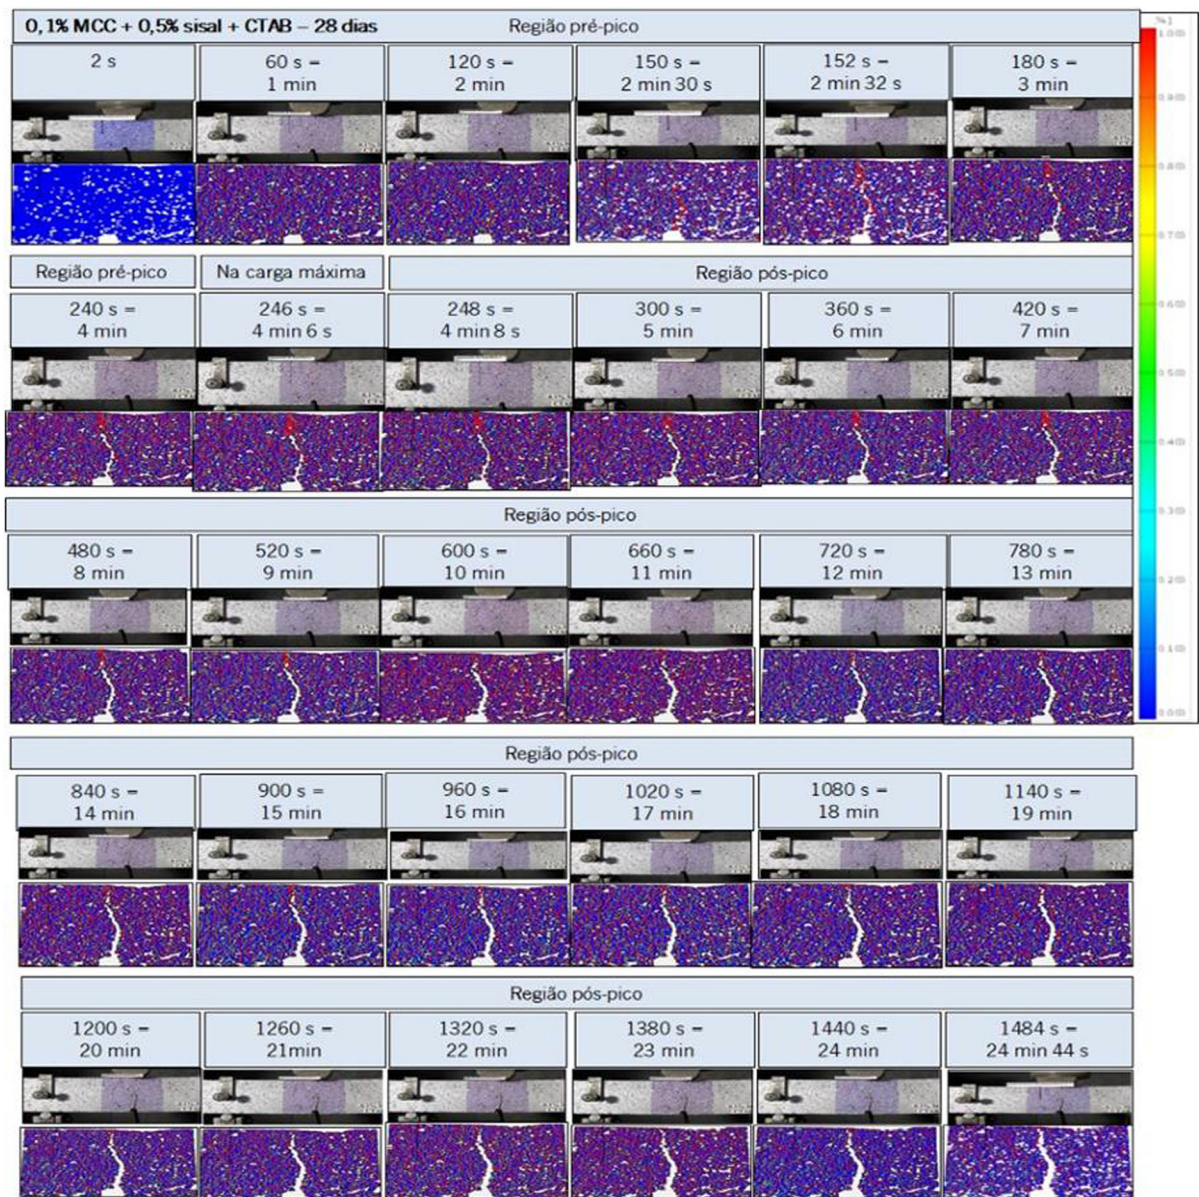 0,1% MCC + 0,5% sisal + CTAB – 28 dias
Região pré-pico
2 s
60 s =
1 min
120 s =
2 min
150 s =
2 min 30 s
152 s =
2 min 32 s
180 s =
3 min
Região pré-pico
Na carga máxima
Região pós-pico
240 s =
4 min
246 s =
4 min 6 s
248 s =
4 min 8 s
300 s =
5 min
360 s =
6 min
420 s =
7 min
Região pós-pico
480 s =
8 min
520 s =
9 min
600 s =
10 min
660 s =
11 min
720 s =
12 min
780 s =
13 min
Região pós-pico
840 s =
14 min
900 s =
15 min
960 s =
16 min
1020 s =
17 min
1080 s =
18 min
1140 s =
19 min
Região pós-pico
1200 s =
20 min
1260 s =
21min
1320 s =
22 min
1380 s =
23 min
1440 s =
24 min
1484 s =
24 min 44 s